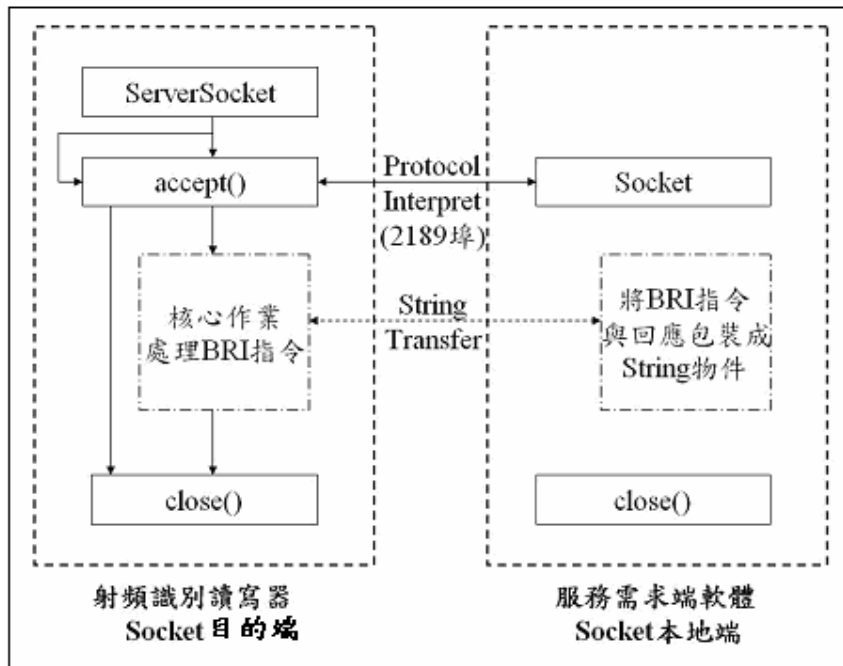 ServerSocket
accept()
核心作業
處理BRI指令
close()
射頻識別讀寫器
Socket目的端
Protocol
Interpret
(2189埠)
String
Transfer
Socket
將BRI指令
與回應包裝成
String物件
close()
服務需求端軟體
Socket本地端